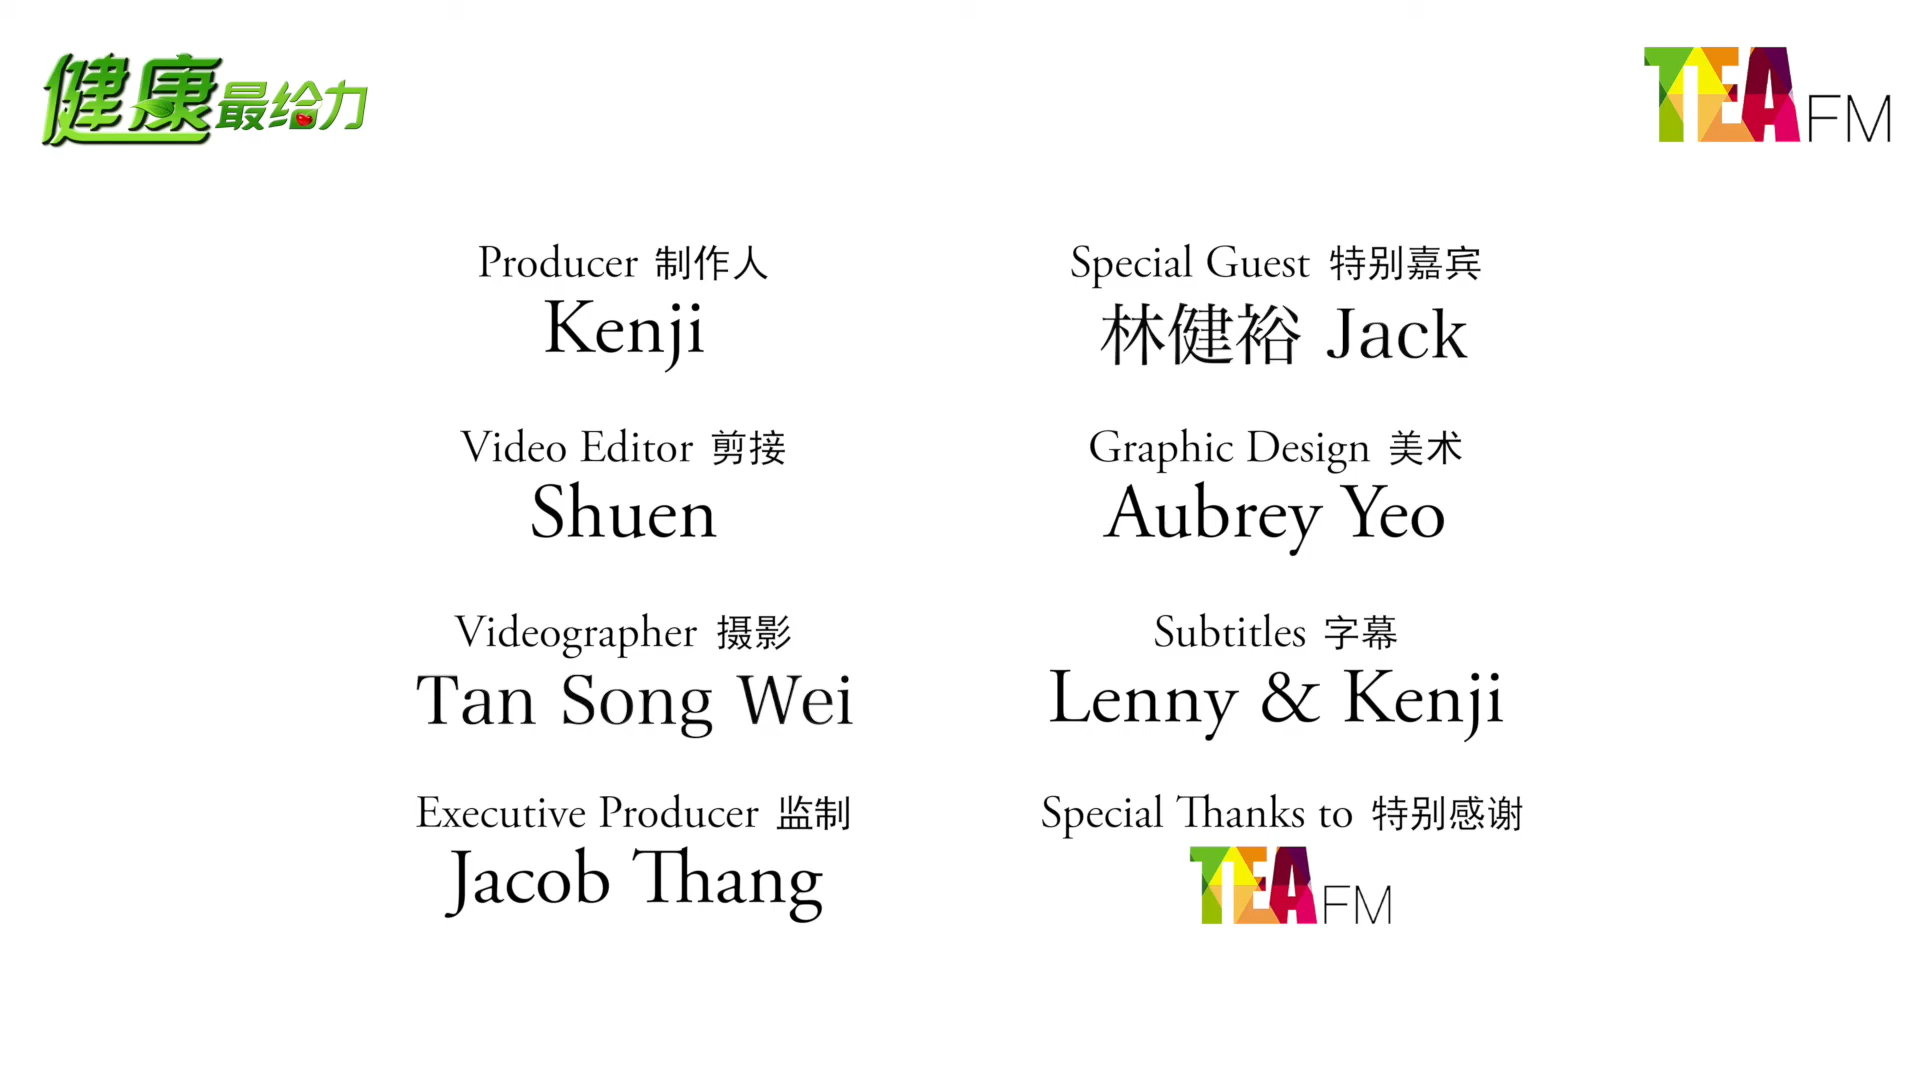 健康最给力
TEA FM
Producer 制作人
Kenji
Special Guest 特别嘉宾
林健裕 Jack
Video Editor 剪接
Shuen
Graphic Design 美术
Aubrey Yeo
Videographer 摄影
Tan Song Wei
Subtitles 字幕
Lenny & Kenji
Executive Producer 监制
Jacob Thang
Special Thanks to 特别感谢
TEA FM